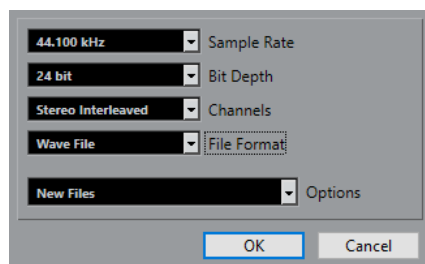 44.100 kHz Sample Rate
24 bit Bit Depth
Stereo Interleaved Channels
Wave File File Format
New Files Options
OK Cancel